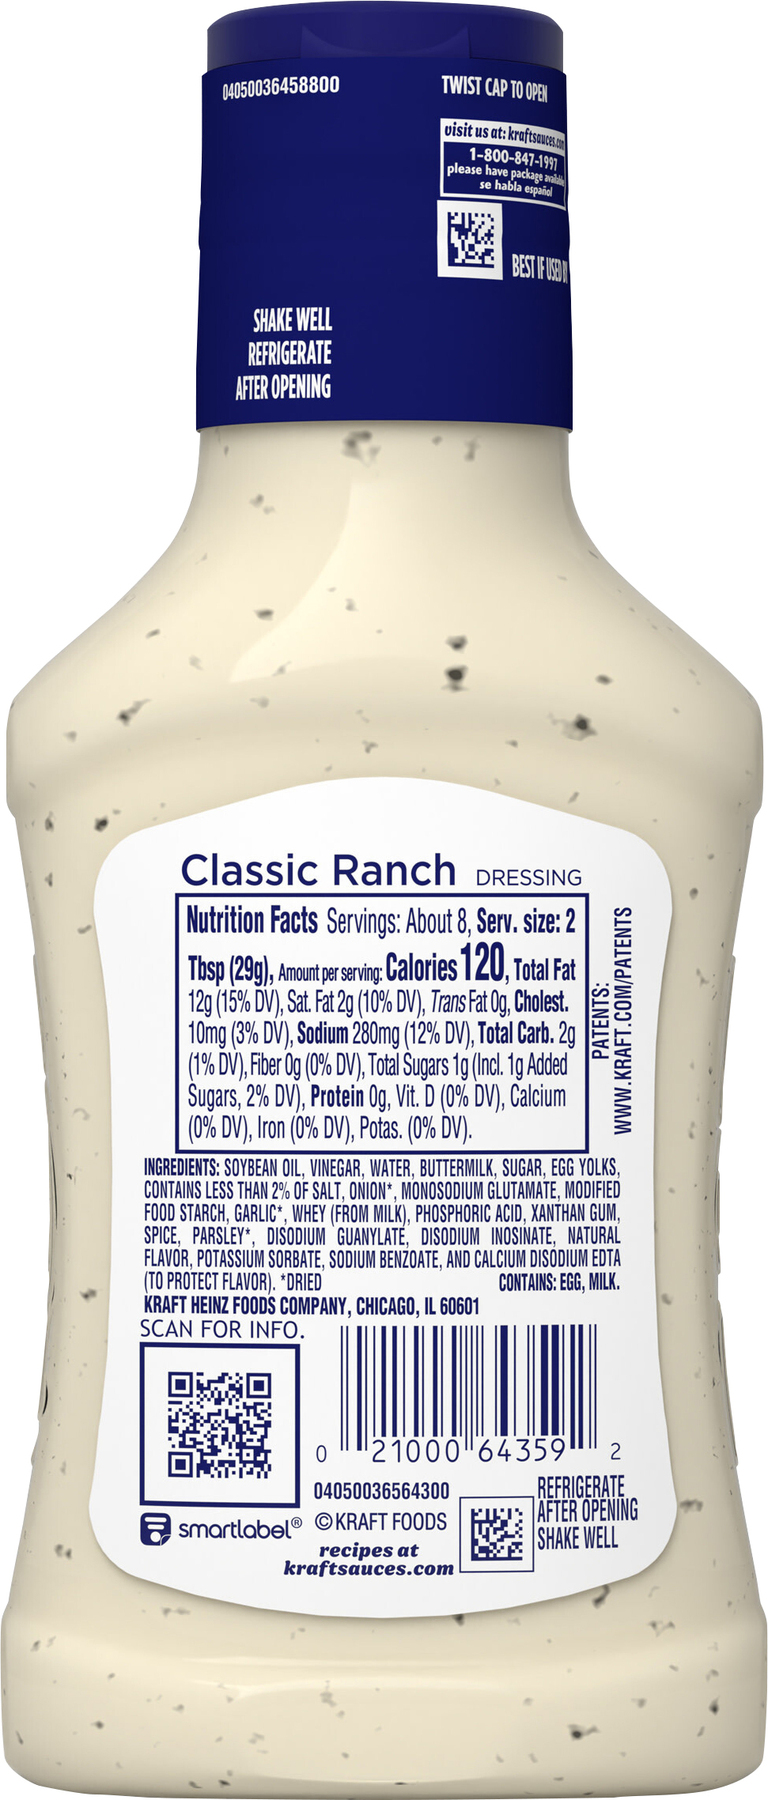 04050036458800
TWIST CAP TO OPEN
visit us at: kraftsauces.com
1-800-847-1997
please have package available
se habla español
BEST IF USED BY
SHAKE WELL
REFRIGERATE
AFTER OPENING
Classic Ranch DRESSING
Nutrition Facts Servings: About 8, Serv. size: 2
Tbsp (29g), Amount per serving: Calories 120, Total Fat
12g (15% DV), Sat. Fat 2g (10% DV), Trans Fat 0g, Cholest.
10mg (3% DV), Sodium 280mg (12% DV), Total Carb. 2g
(1% DV), Fiber 0g (0% DV), Total Sugars 1g (Incl. 1g Added
Sugars, 2% DV), Protein 0g, Vit. D (0% DV), Calcium
(0% DV), Iron (0% DV), Potas. (0% DV).
PATENTS:
WWW.KRAFT.COM/PATENTS
INGREDIENTS: SOYBEAN OIL, VINEGAR, WATER, BUTTERMILK, SUGAR, EGG YOLKS,
CONTAINS LESS THAN 2% OF SALT, ONION*, MONOSODIUM GLUTAMATE, MODIFIED
FOOD STARCH, GARLIC*, WHEY (FROM MILK), PHOSPHORIC ACID, XANTHAN GUM,
SPICE, PARSLEY*, DISODIUM GUANYLATE, DISODIUM INOSINATE, NATURAL
FLAVOR, POTASSIUM SORBATE, SODIUM BENZOATE, AND CALCIUM DISODIUM EDTA
(TO PROTECT FLAVOR). *DRIED CONTAINS: EGG, MILK.
KRAFT HEINZ FOODS COMPANY, CHICAGO, IL 60601
SCAN FOR INFO.
0 21000 64359 2
04050036564300
smartlabel®
© KRAFT FOODS
recipes at
kraftsauces.com
REFRIGERATE
AFTER OPENING
SHAKE WELL